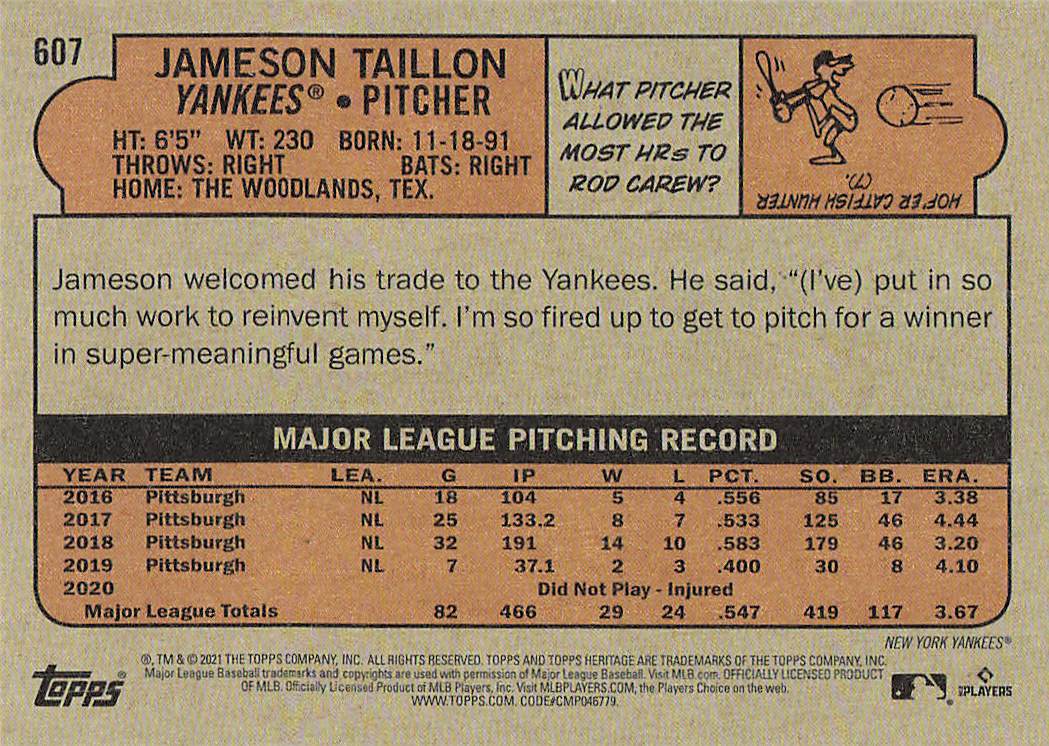 607
JAMESON TAILLON
YANKEES® • PITCHER
HT: 6'5" WT: 230 BORN: 11-18-91
THROWS: RIGHT BATS: RIGHT
HOME: THE WOODLANDS, TEX.
WHAT PITCHER
ALLOWED THE
MOST HRs TO
ROD CAREW?
HOF'ER CATFISH HUNTER
(7).
Jameson welcomed his trade to the Yankees. He said, “(I’ve) put in so
much work to reinvent myself. I’m so fired up to get to pitch for a winner
in super-meaningful games.”
MAJOR LEAGUE PITCHING RECORD
YEAR TEAM LEA. G IP W L PCT. SO. BB. ERA.
2016 Pittsburgh NL 18 104 5 4 .556 85 17 3.38
2017 Pittsburgh NL 25 133.2 8 7 .533 125 46 4.44
2018 Pittsburgh NL 32 191 14 10 .583 179 46 3.20
2019 Pittsburgh NL 7 37.1 2 3 .400 30 8 4.10
2020 Did Not Play - Injured
Major League Totals 82 466 29 24 .547 419 117 3.67
NEW YORK YANKEES®
®, TM & © 2021 THE TOPPS COMPANY, INC. ALL RIGHTS RESERVED. TOPPS AND TOPPS HERITAGE ARE TRADEMARKS OF THE TOPPS COMPANY, INC.
Major League Baseball trademarks and copyrights are used with permission of Major League Baseball. Visit MLB.com. OFFICIALLY LICENSED PRODUCT
OF MLB. Officially Licensed Product of MLB Players, Inc. Visit MLBPLAYERS.COM, the Players Choice on the web.
WWW.TOPPS.COM. CODE#CMP046779.
topps®
MLB PLAYERS